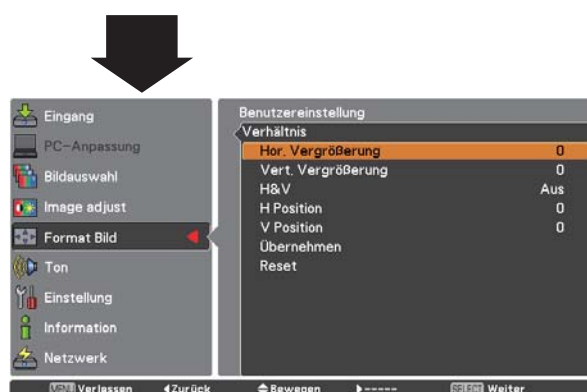 Eingang
PC-Anpassung
Bildauswahl
Image adjust
Format Bild
Ton
Einstellung
Information
Netzwerk
Benutzereinstellung
Verhältnis
Hor. Vergrößerung 0
Vert. Vergrößerung 0
H&V Aus
H Position 0
V Position 0
Übernehmen
Reset
MENU Verlassen Zurück Bewegen ----- SELECT Weiter